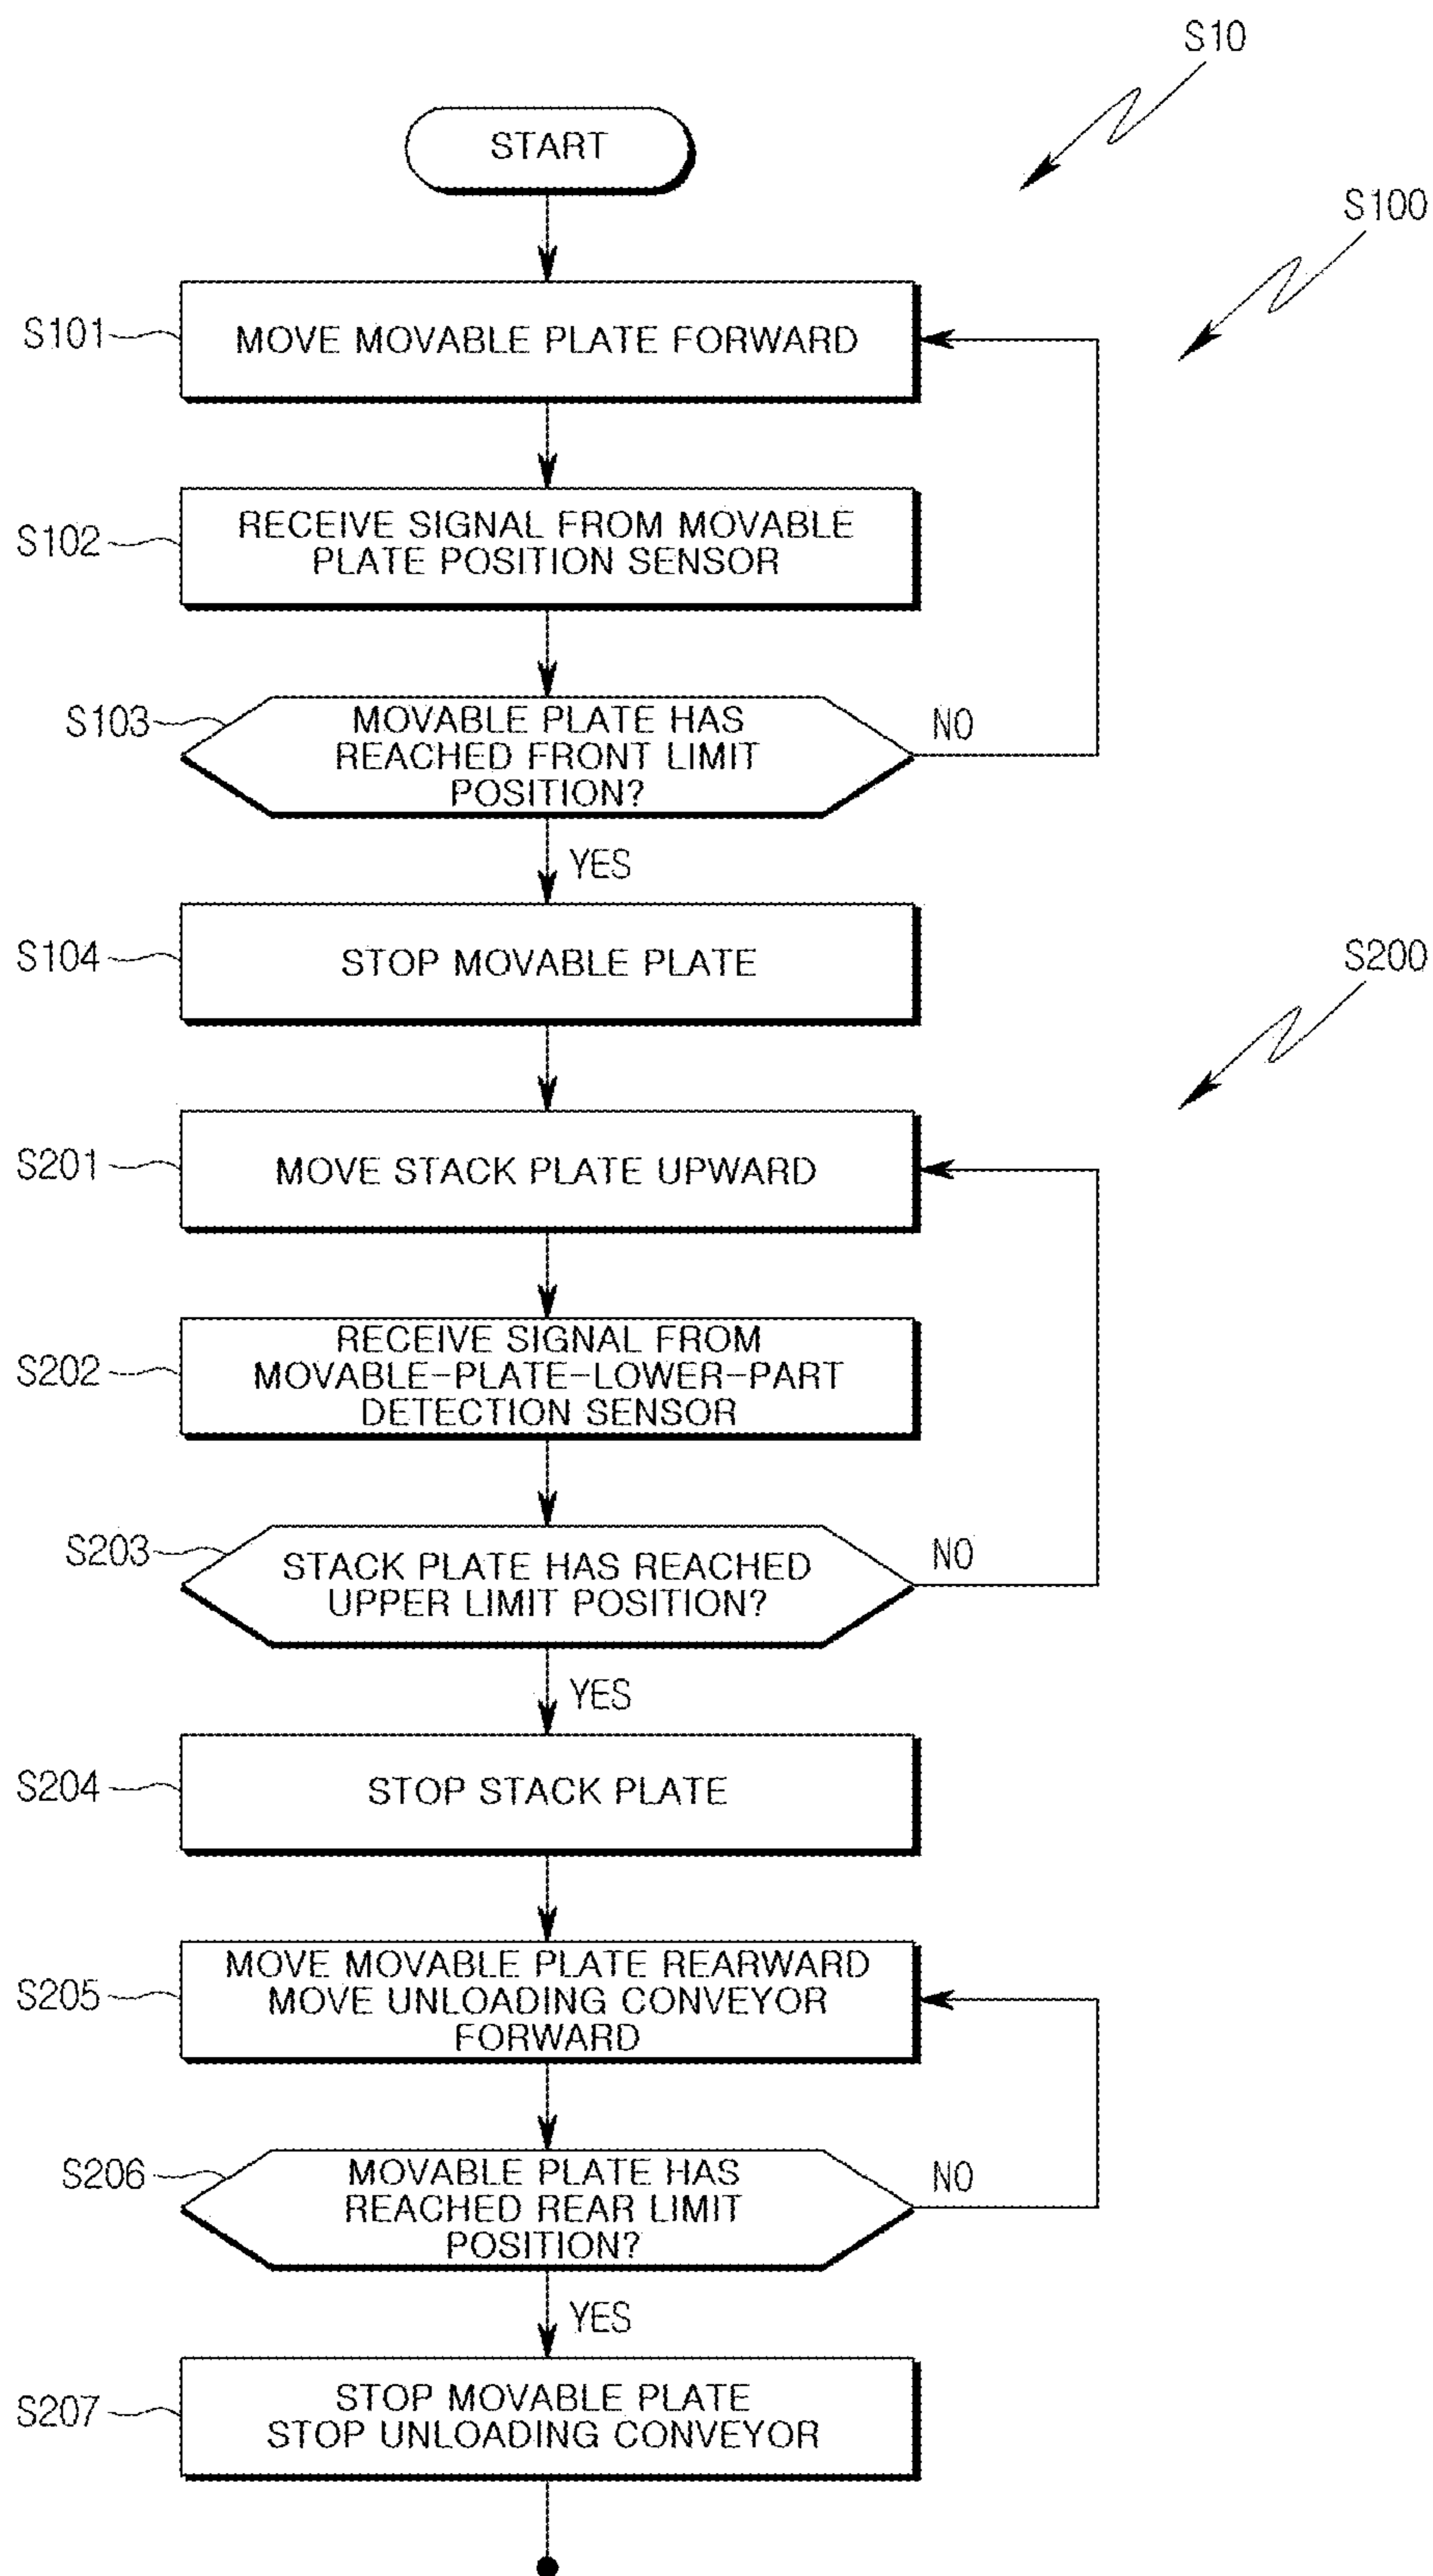 S10
START
S100
S101
MOVE MOVABLE PLATE FORWARD
S102
RECEIVE SIGNAL FROM MOVABLE
PLATE POSITION SENSOR
S103
MOVABLE PLATE HAS
REACHED FRONT LIMIT
POSITION?
NO
YES
S104
STOP MOVABLE PLATE
S200
S201
MOVE STACK PLATE UPWARD
S202
RECEIVE SIGNAL FROM
MOVABLE-PLATE-LOWER-PART
DETECTION SENSOR
S203
STACK PLATE HAS REACHED
UPPER LIMIT POSITION?
NO
YES
S204
STOP STACK PLATE
S205
MOVE MOVABLE PLATE REARWARD
MOVE UNLOADING CONVEYOR
FORWARD
S206
MOVABLE PLATE HAS
REACHED REAR LIMIT
POSITION?
NO
YES
S207
STOP MOVABLE PLATE
STOP UNLOADING CONVEYOR